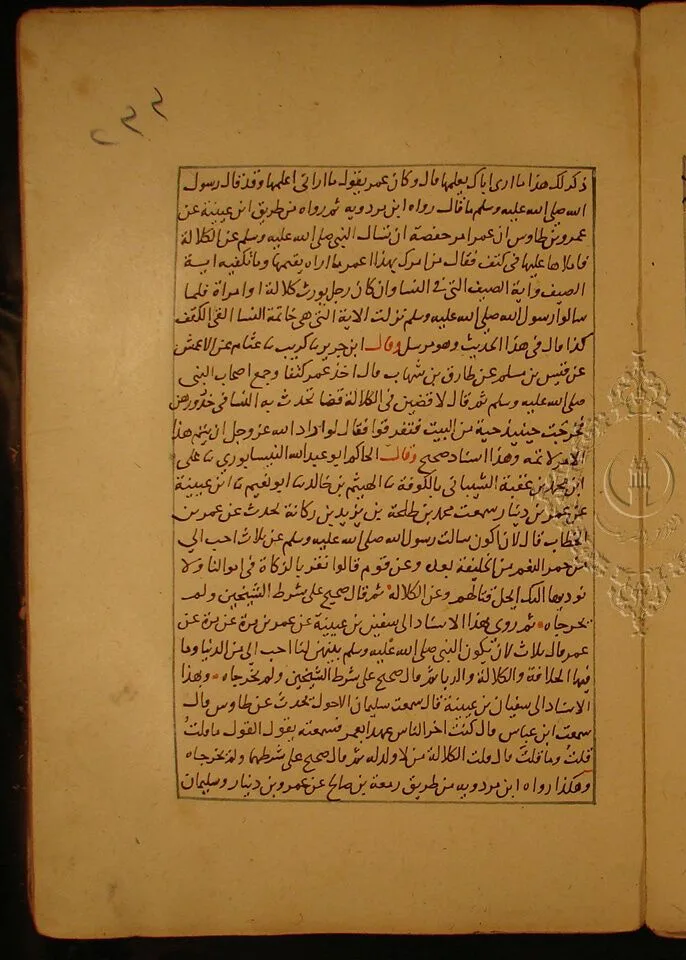 ٢٣٣
ذكر لك هذا ما ارى اباك يعلمها قال وكان عمر يقول ما اراني اعلمها وقد قال رسول
الله صلى الله عليه وسلم ما قال رواه ابن مردويه ثم رواه من طريق ابن عيينة عن
عمرو عن طاوس ان عمر امر حفصة ان تسال النبي صلى الله عليه وسلم عن الكلالة
فاملاها عليها في كتف فقال من امرك بهذا اعمر ما اراه يقيمها وما تكفيه اية
الصيف واية الصيف التي في النسا وان كان رجل يورث كلالة او امراة فلما
سالوا رسول الله صلى الله عليه وسلم نزلت الاية التي هي خاتمة النسا الفى الكتف
كذا قال في هذا الحديث وهو مرسل وقال ابن جرير ثنا كريب ثنا عثام عن الاعمش
عن قيس بن مسلم عن طارق بن شهاب قال اخذ عمر كتفا وجمع اصحاب النبي
صلى الله عليه وسلم ثم قال لاقضين في الكلالة قضا تحدث به النسا في خدورهن
فخرجت حينيذ حية من البيت فتفرقوا فقال لو اراد الله عز وجل ان يتم هذا
الامر لاتمه وهذا اسناد صحيح وقال الحاكم ابو عبد الله النيسابوري ثنا على
ابن محمد بن عقبة الشيباني بالكوفة ثنا الهيثم بن خالد ثنا ابو نعيم ثنا ابن عيينة
عن عمرو بن دينار سمعت محمد بن طلحة بن يزيد بن ركانة يحدث عن عمر بن
الخطاب قال لان اكون سالت رسول الله صلى الله عليه وسلم عن ثلاث احب الي
من حمر النعم من الخليفة بعده وعن قوم قالوا نقر بالزكاة في اموالنا ولا
نوديها اليك ايحل قتالهم وعن الكلالة ثم قال صحيح على شرط الشيخين ولم
يخرجاه ثم روى بهذا الاسناد الى سفين بن عيينة عن عمر بن مرة عن مرة عن
عمر قال ثلاث لان يكون النبي صلى الله عليه وسلم بينهن لنا احب الى من الدنيا وما
فيها الخلافة والكلالة والربا ثم قال صحيح على شرط الشيخين ولم يخرجاه وبهذا
الاسناد الى سفيان بن عيينة قال سمعت سليمان الاحول يحدث عن طاوس قال
سمعت ابن عباس قال كنت اخر الناس عهدا بعمر فسمعته يقول القول ما قلت
قلت وما قلت قال قلت الكلالة من لا ولد له ثم قال صحيح على شرطهما ولم يخرجاه
وهكذا رواه ابن مردويه من طريق زمعة بن صالح عن عمرو بن دينار وسليمان